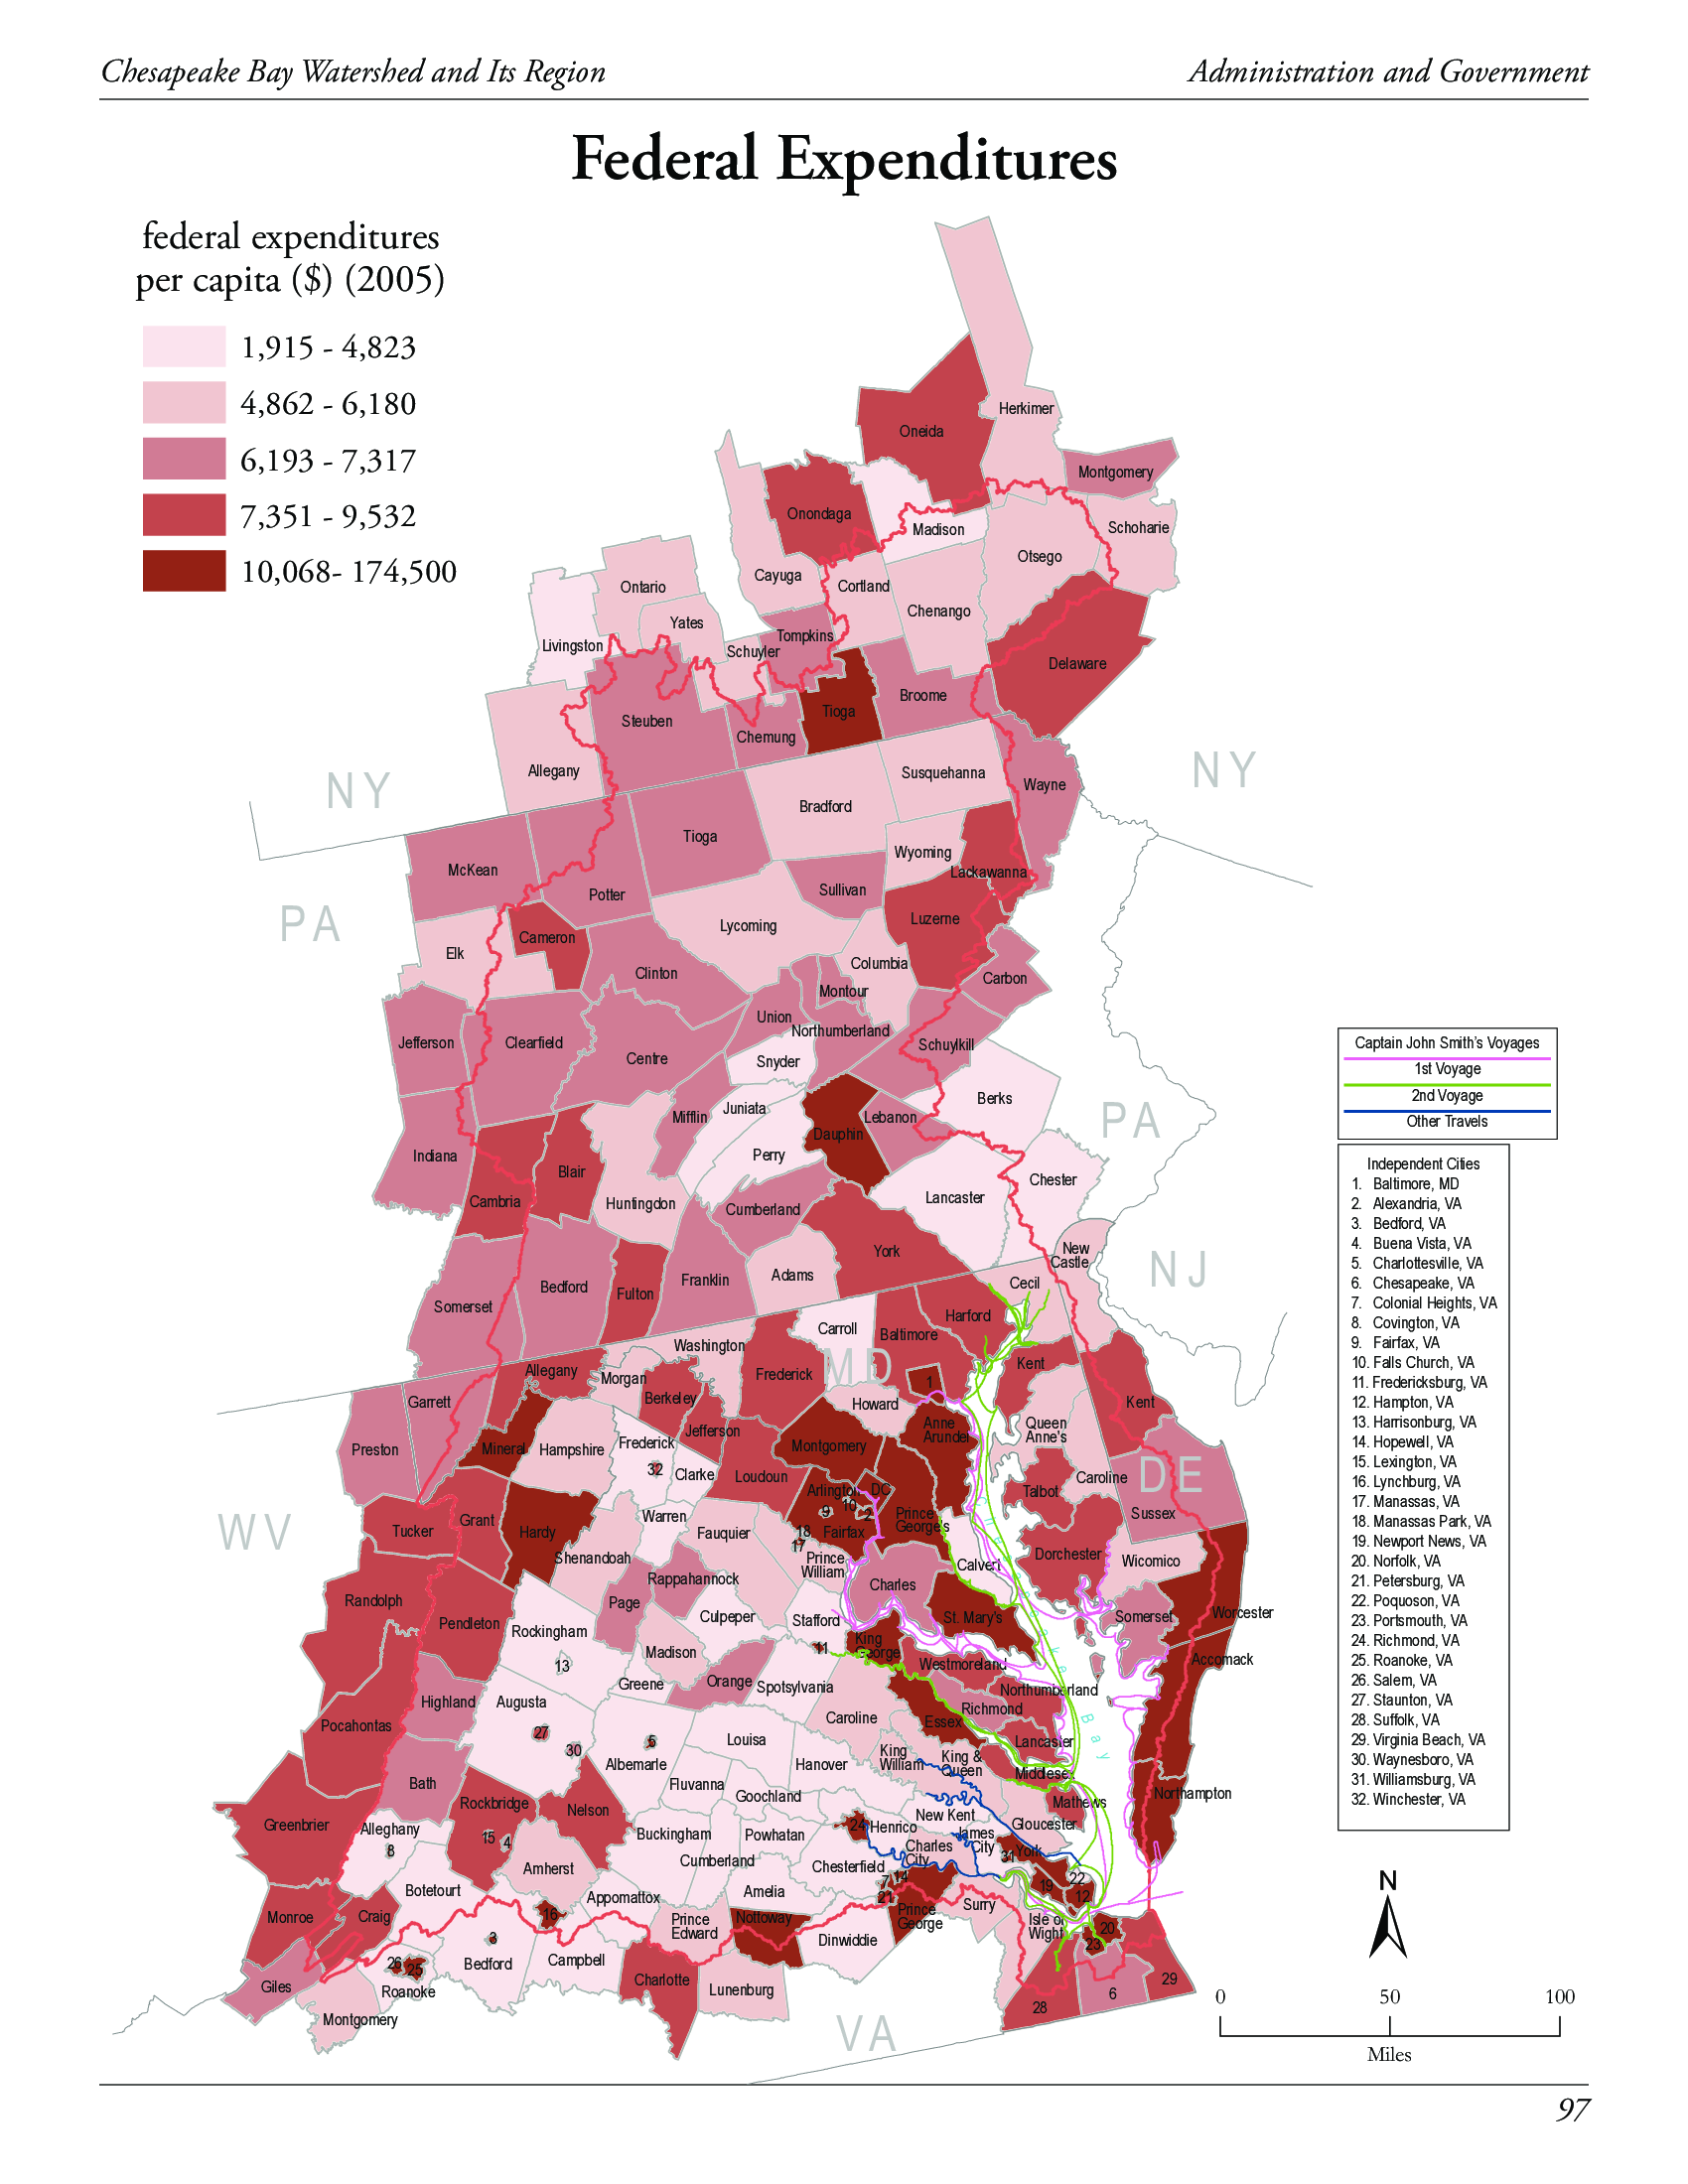 Chesapeake Bay Watershed and Its Region
Administration and Government
Federal Expenditures
federal expenditures
per capita ($) (2005)
1,915 - 4,823
4,862 - 6,180
6,193 - 7,317
7,351 - 9,532
10,068- 174,500
Herkimer
Oneida
Montgomery
Onondaga
Madison
Schoharie
Otsego
Cayuga
Cortland
Ontario
Chenango
Yates
Tompkins
Livingston
Schuyler
Delaware
Broome
Tioga
Steuben
Chemung
Allegany
NY
NY
Susquehanna
Wayne
Bradford
Tioga
Wyoming
McKean
Lackawanna
Potter
Sullivan
PA
Luzerne
Lycoming
Cameron
Elk
Columbia
Clinton
Carbon
Montour
Union
Northumberland
Jefferson
Clearfield
Schuylkill
Centre
Snyder
Berks
Juniata
Mifflin
Lebanon
PA
Dauphin
Indiana
Perry
Blair
Chester
Cambria
Huntingdon
Lancaster
Cumberland
New
Castle
York
NJ
Adams
Franklin
Cecil
Bedford
Fulton
Somerset
Harford
Carroll
Baltimore
Washington
MD
Kent
Allegany
Frederick
Morgan
1
Berkeley
Garrett
Howard
Kent
Queen
Anne's
Anne
Arundel
Jefferson
Preston
Mineral
Hampshire
Frederick
Montgomery
32
Clarke
Loudoun
Caroline
DE
Talbot
Arlington
DC
10
9
2
Sussex
WV
Tucker
Grant
Hardy
Warren
Fauquier
18
Fairfax
Prince
George's
17
Shenandoah
Prince
William
Calvert
Dorchester
Wicomico
Rappahannock
Charles
Randolph
Page
Culpeper
Stafford
St. Mary's
Somerset
Worcester
Pendleton
Rockingham
King
George
11
Madison
13
Accomack
Westmoreland
Greene
Orange
Spotsylvania
Northumberland
Highland
Augusta
Richmond
Essex
Caroline
Pocahontas
27
5
Louisa
Lancaster
30
Albemarle
Hanover
King
William
King &
Queen
Middlesex
Bath
Fluvanna
Goochland
Northampton
Rockbridge
Nelson
Mathews
Greenbrier
Alleghany
New Kent
Gloucester
24
Henrico
Buckingham
Powhatan
15
4
James
City
8
Charles
City
York
31
Cumberland
Chesterfield
Amherst
7
14
22
19
12
Botetourt
Appomattox
Amelia
21
Surry
Monroe
Craig
16
Prince
Edward
Nottoway
Prince
George
Isle of
Wight
20
3
Dinwiddie
23
26
25
Bedford
Campbell
Giles
Roanoke
Charlotte
Lunenburg
29
6
28
Montgomery
VA
Chesapeake Bay
Captain John Smith's Voyages
1st Voyage
2nd Voyage
Other Travels
Independent Cities
1. Baltimore, MD
2 Alexandria, VA
3. Bedford, VA
4. Buena Vista, VA
5. Charlottesville, VA
6. Chesapeake, VA
7. Colonial Heights, VA
8. Covington, VA
9. Fairfax, VA
10. Falls Church, VA
11. Fredericksburg, VA
12. Hampton, VA
13. Harrisonburg, VA
14. Hopewell, VA
15. Lexington, VA
16. Lynchburg, VA
17. Manassas, VA
18. Manassas Park, VA
19. Newport News, VA
20. Norfolk, VA
21. Petersburg, VA
22. Poquoson, VA
23. Portsmouth, VA
24. Richmond, VA
25. Roanoke, VA
26. Salem, VA
27. Staunton, VA
28. Suffolk, VA
29. Virginia Beach, VA
30. Waynesboro, VA
31. Williamsburg, VA
32. Winchester, VA
N
0 50 100
Miles
97